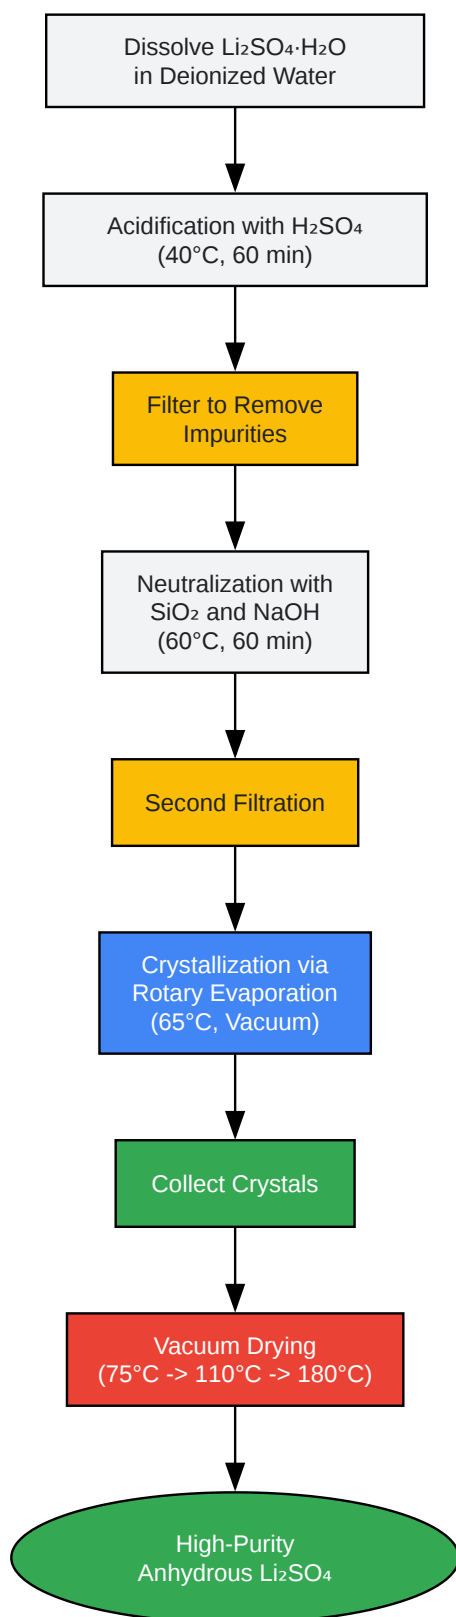 Dissolve Li₂SO₄·H₂O
in Deionized Water
Acidification with H₂SO₄
(40°C, 60 min)
Filter to Remove
Impurities
Neutralization with
SiO₂ and NaOH
(60°C, 60 min)
Second Filtration
Crystallization via
Rotary Evaporation
(65°C, Vacuum)
Collect Crystals
Vacuum Drying
(75°C -> 110°C -> 180°C)
High-Purity
Anhydrous Li₂SO₄